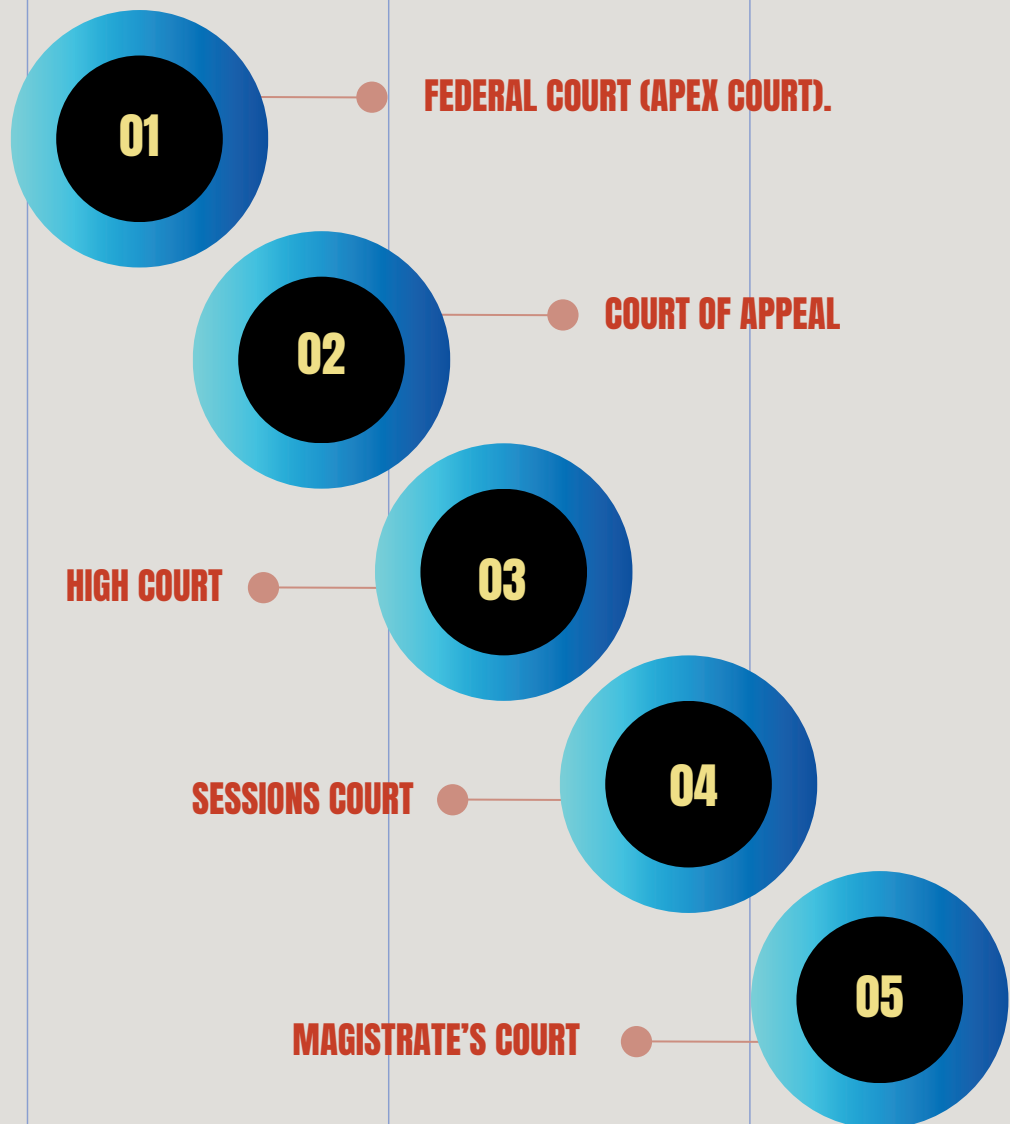 01
FEDERAL COURT (APEX COURT).
02
COURT OF APPEAL
03
HIGH COURT
04
SESSIONS COURT
05
MAGISTRATE’S COURT